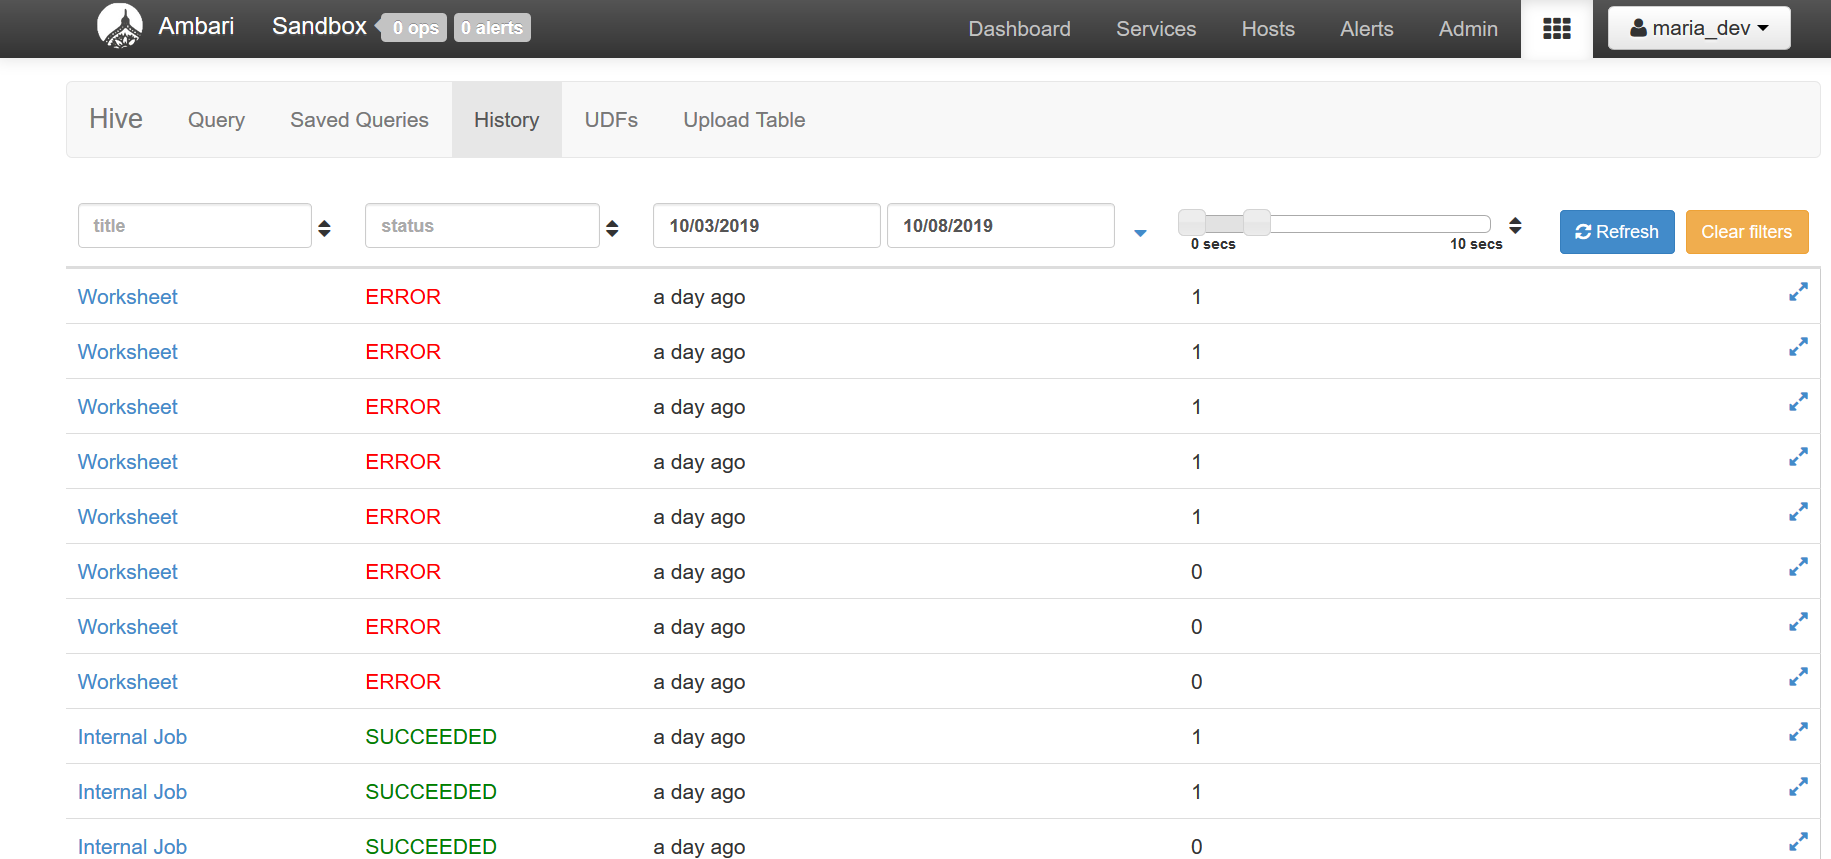 Ambari Sandbox 0 ops 0 alerts Dashboard Services Hosts Alerts Admin maria_dev
Hive Query Saved Queries History UDFs Upload Table
title status 10/03/2019 10/08/2019 Refresh Clear filters
0 secs 10 secs
Worksheet ERROR a day ago 1
Worksheet ERROR a day ago 1
Worksheet ERROR a day ago 1
Worksheet ERROR a day ago 1
Worksheet ERROR a day ago 1
Worksheet ERROR a day ago 0
Worksheet ERROR a day ago 0
Worksheet ERROR a day ago 0
Internal Job SUCCEEDED a day ago 1
Internal Job SUCCEEDED a day ago 1
Internal Job SUCCEEDED a day ago 0